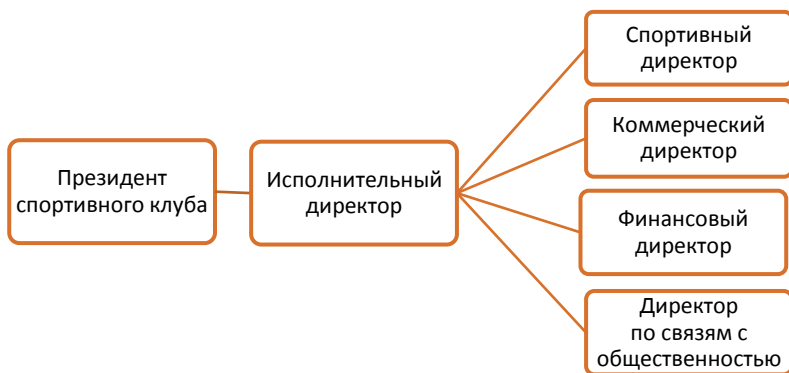 Президент
спортивного клуба
Исполнительный
директор
Спортивный
директор
Коммерческий
директор
Финансовый
директор
Директор
по связям с
общественностью